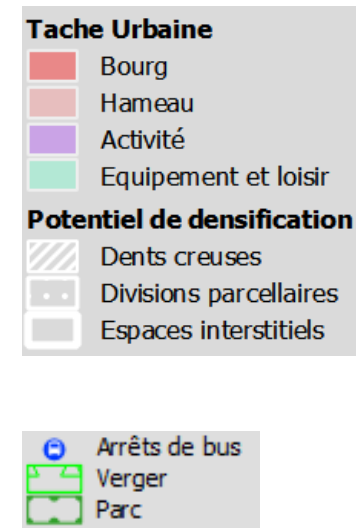 Tache Urbaine
Bourg
Hameau
Activité
Equipement et loisir
Potentiel de densification
Dents creuses
Divisions parcellaires
Espaces interstitiels
Arrêts de bus
Verger
Parc